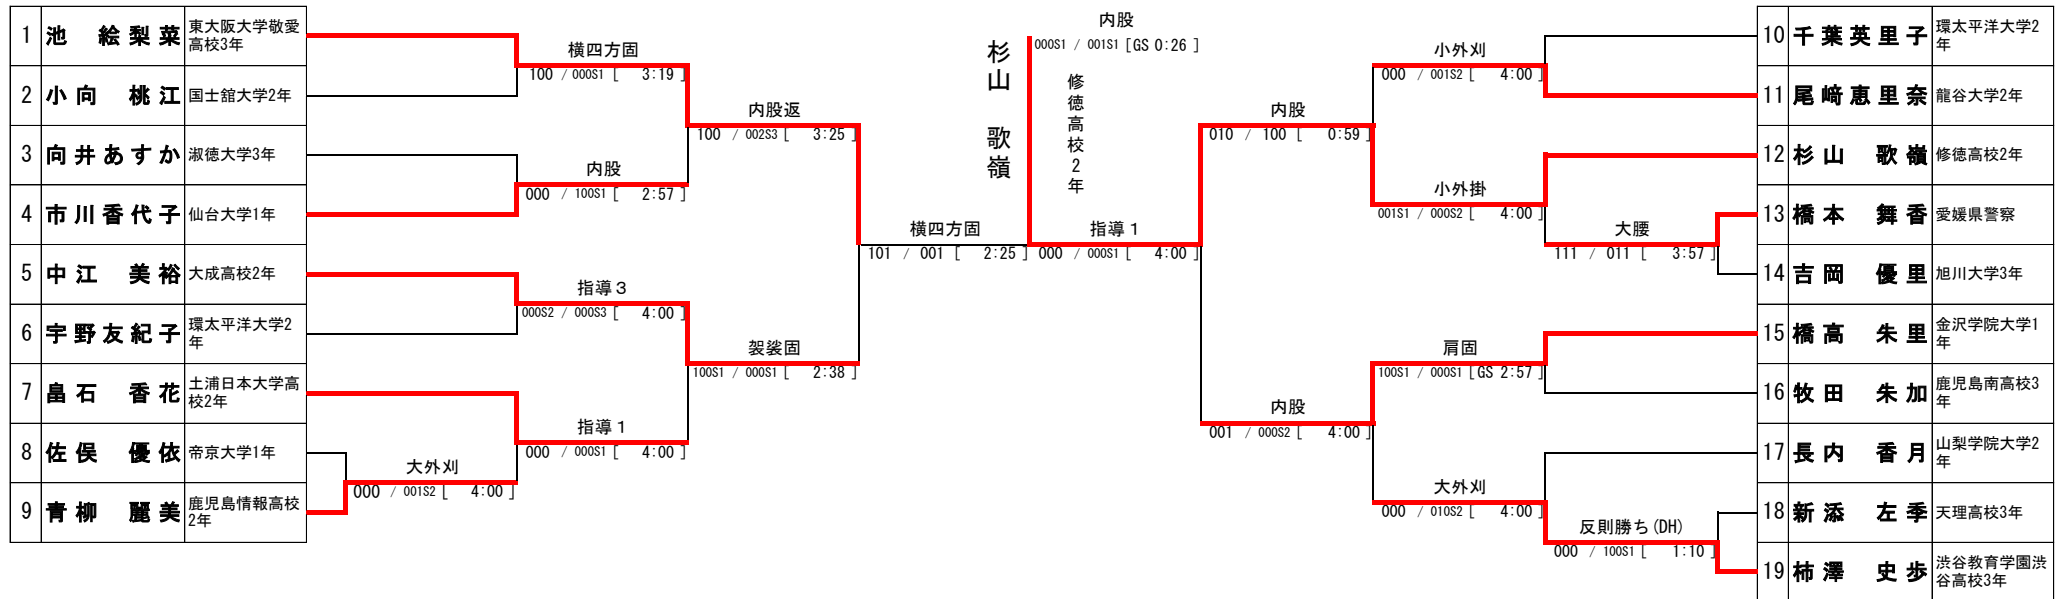 1 池 絵梨菜 東大阪大学敬愛
高校3年
2 小向 桃江 国士舘大学2年
3 向井あすか 淑徳大学3年
4 市川香代子 仙台大学1年
5 中江 美裕 大成高校2年
6 宇野友紀子 環太平洋大学2
年
7 畠石 香花 土浦日本大学高
校2年
8 佐俣 優依 帝京大学1年
9 青柳 麗美 鹿児島情報高校
2年
大外刈
000 / 001S2 [ 4:00 ]
横四方固
100 / 000S1 [ 3:19 ]
内股
000 / 100S1 [ 2:57 ]
指導3
000S2 / 000S3 [ 4:00 ]
指導1
000 / 000S1 [ 4:00 ]
内股返
100 / 002S3 [ 3:25 ]
袈裟固
100S1 / 000S1 [ 2:38 ]
横四方固
101 / 001 [ 2:25 ]
杉山 歌嶺
内股
000S1 / 001S1 [GS 0:26 ]
修徳高校2年
指導1
000 / 000S1 [ 4:00 ]
内股
010 / 100 [ 0:59 ]
内股
001 / 000S2 [ 4:00 ]
小外刈
000 / 001S2 [ 4:00 ]
小外掛
001S1 / 000S2 [ 4:00 ]
肩固
100S1 / 000S1 [GS 2:57 ]
大外刈
000 / 010S2 [ 4:00 ]
大腰
111 / 011 [ 3:57 ]
反則勝ち(DH)
000 / 100S1 [ 1:10 ]
10 千葉英里子 環太平洋大学2
年
11 尾﨑恵里奈 龍谷大学2年
12 杉山 歌嶺 修徳高校2年
13 橋本 舞香 愛媛県警察
14 吉岡 優里 旭川大学3年
15 橋高 朱里 金沢学院大学1
年
16 牧田 朱加 鹿児島南高校3
年
17 長内 香月 山梨学院大学2
年
18 新添 左季 天理高校3年
19 柿澤 史歩 渋谷教育学園渋
谷高校3年